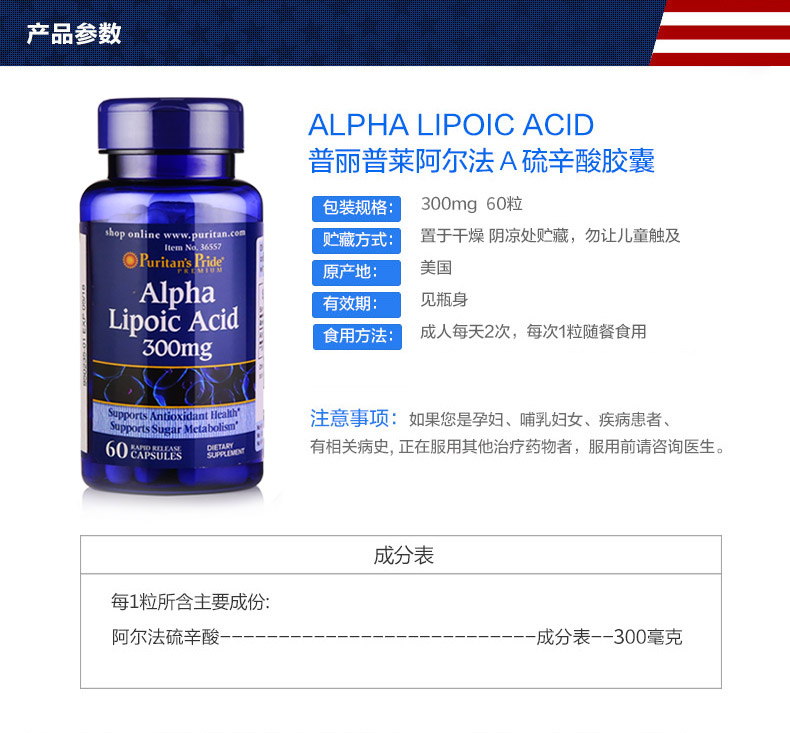 产品参数
shop online www.puritan.com
Item No. 36557
Puritan's Pride®
PREMIUM
Alpha
Lipoic Acid
300mg
Supports Antioxidant Health*
Supports Sugar Metabolism*
60 RAPID RELEASE CAPSULES
DIETARY
SUPPLEMENT
ALPHA LIPOIC ACID
普丽普莱阿尔法A硫辛酸胶囊
包装规格: 300mg 60粒
贮藏方式: 置于干燥 阴凉处贮藏，勿让儿童触及
原产地: 美国
有效期: 见瓶身
食用方法: 成人每天2次，每次1粒随餐食用
注意事项：如果您是孕妇、哺乳妇女、疾病患者、
有相关病史, 正在服用其他治疗药物者，服用前请咨询医生。
成分表
每1粒所含主要成份:
阿尔法硫辛酸---------------------------成分表--300毫克